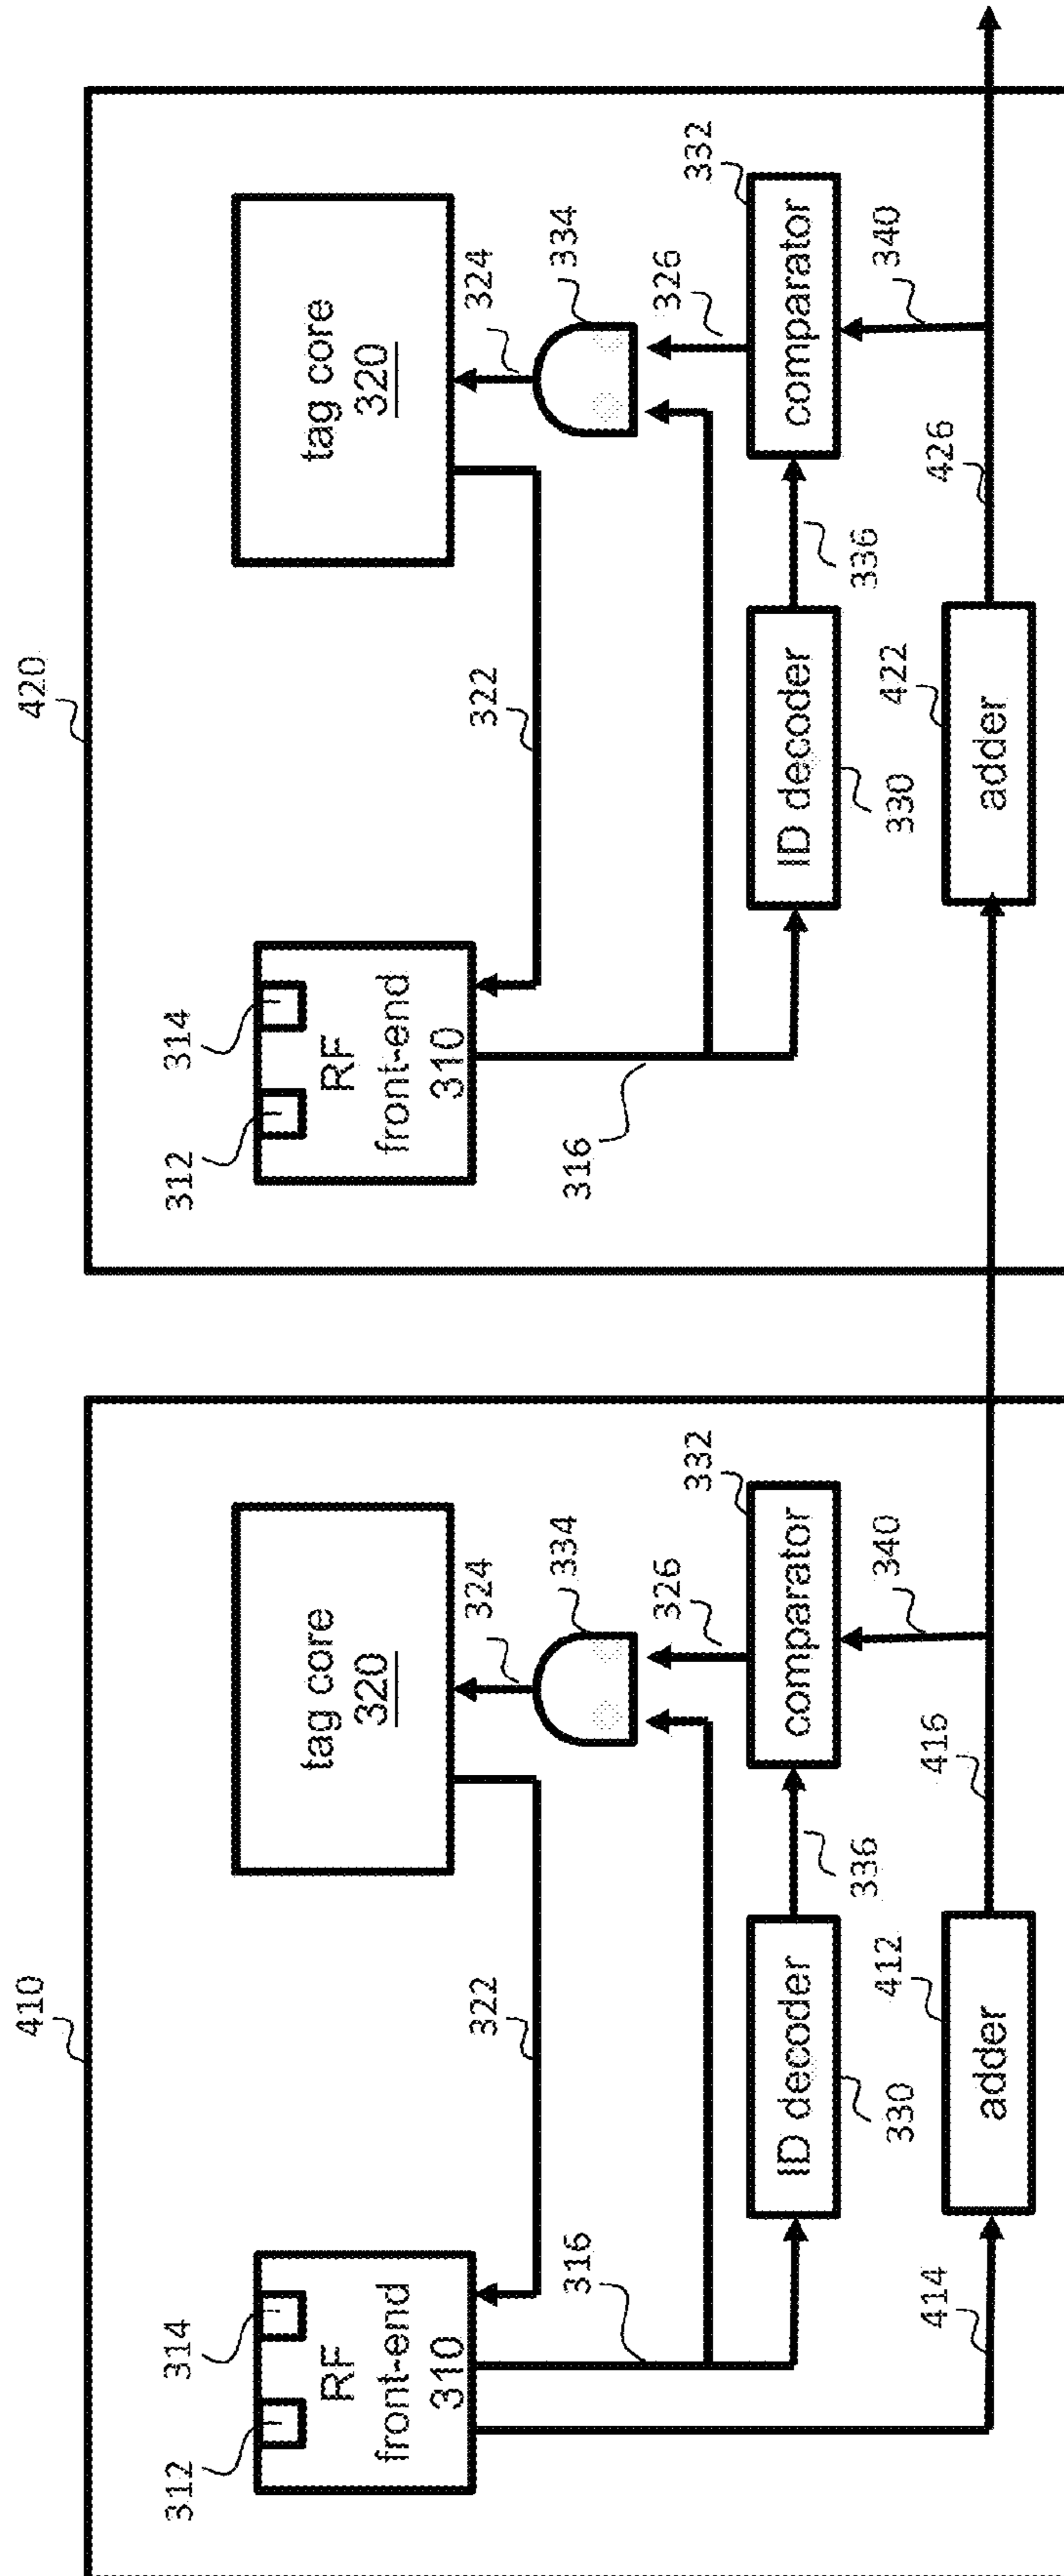 410
312
314
RF
front-end
310
322
316
tag core
320
324
334
326
332
comparator
336
ID decoder
330
340
414
412
adder
416
420
312
314
RF
front-end
310
322
316
tag core
320
324
334
326
332
comparator
336
ID decoder
330
340
422
adder
426